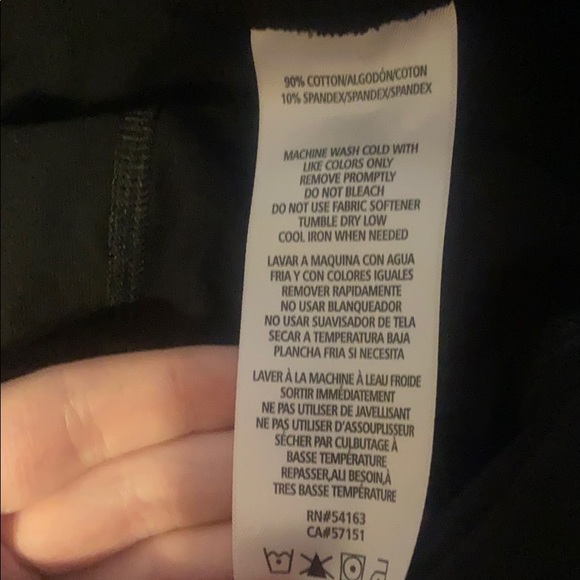 90% COTTON/ALGODÓN/COTON
10% SPANDEX/SPANDEX/SPANDEX
MACHINE WASH COLD WITH
LIKE COLORS ONLY
REMOVE PROMPTLY
DO NOT BLEACH
DO NOT USE FABRIC SOFTENER
TUMBLE DRY LOW
COOL IRON WHEN NEEDED
LAVAR A MAQUINA CON AGUA
FRIA Y CON COLORES IGUALES
REMOVER RAPIDAMENTE
NO USAR BLANQUEADOR
NO USAR SUAVISADOR DE TELA
SECAR A TEMPERATURA BAJA
PLANCHA FRIA SI NECESITA
LAVER À LA MACHINE À LEAU FROIDE
SORTIR IMMÉDIATEMENT
NE PAS UTILISER DE JAVELLISANT
NE PAS UTILISER D'ASSOUPLISSEUR
SÉCHER PAR CULBUTAGE À
BASSE TEMPÉRATURE
REPASSER,ALI BESOIN,À
TRES BASSE TEMPÉRATURE
RN#54163
CA#57151